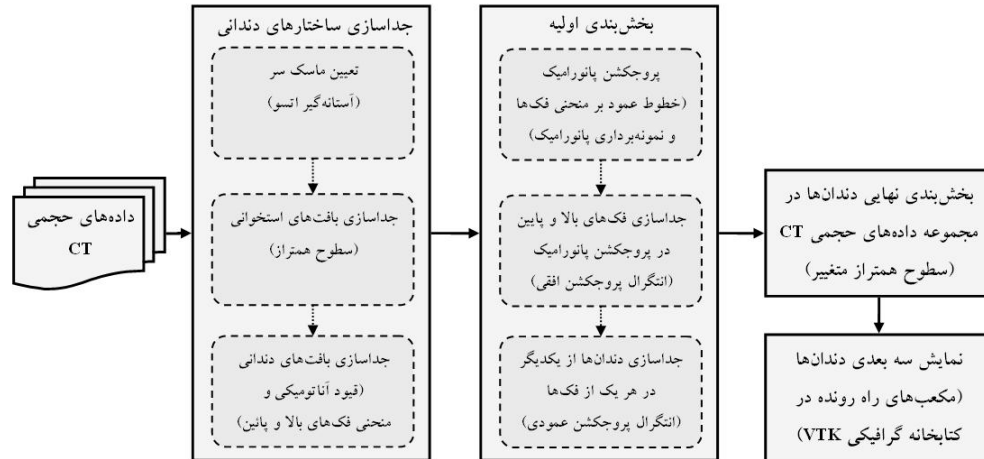 داده‌های حجمی
CT
جداسازی ساختارهای دندانی
تعیین ماسک سر
(آستانه‌گیر اتسو)
جداسازی بافت‌های استخوانی
(سطوح همتراز)
جداسازی بافت‌های دندانی
(قیود آناتومیکی و
منحنی فک‌های بالا و پائین)
بخش‌بندی اولیه
پروجکشن پانورامیک
(خطوط عمود بر منحنی فک‌ها
و نمونه‌برداری پانورامیک)
جداسازی فک‌های بالا و پایین
در پروجکشن پانورامیک
(انتگرال پروجکشن افقی)
جداسازی دندان‌ها از یکدیگر
در هر یک از فک‌ها
(انتگرال پروجکشن عمودی)
بخش‌بندی نهایی دندان‌ها در
مجموعه داده‌های حجمی CT
(سطوح همتراز متغییر)
نمایش سه بعدی دندان‌ها
(مکعب‌های راه رونده در
کتابخانه گرافیکی VTK)